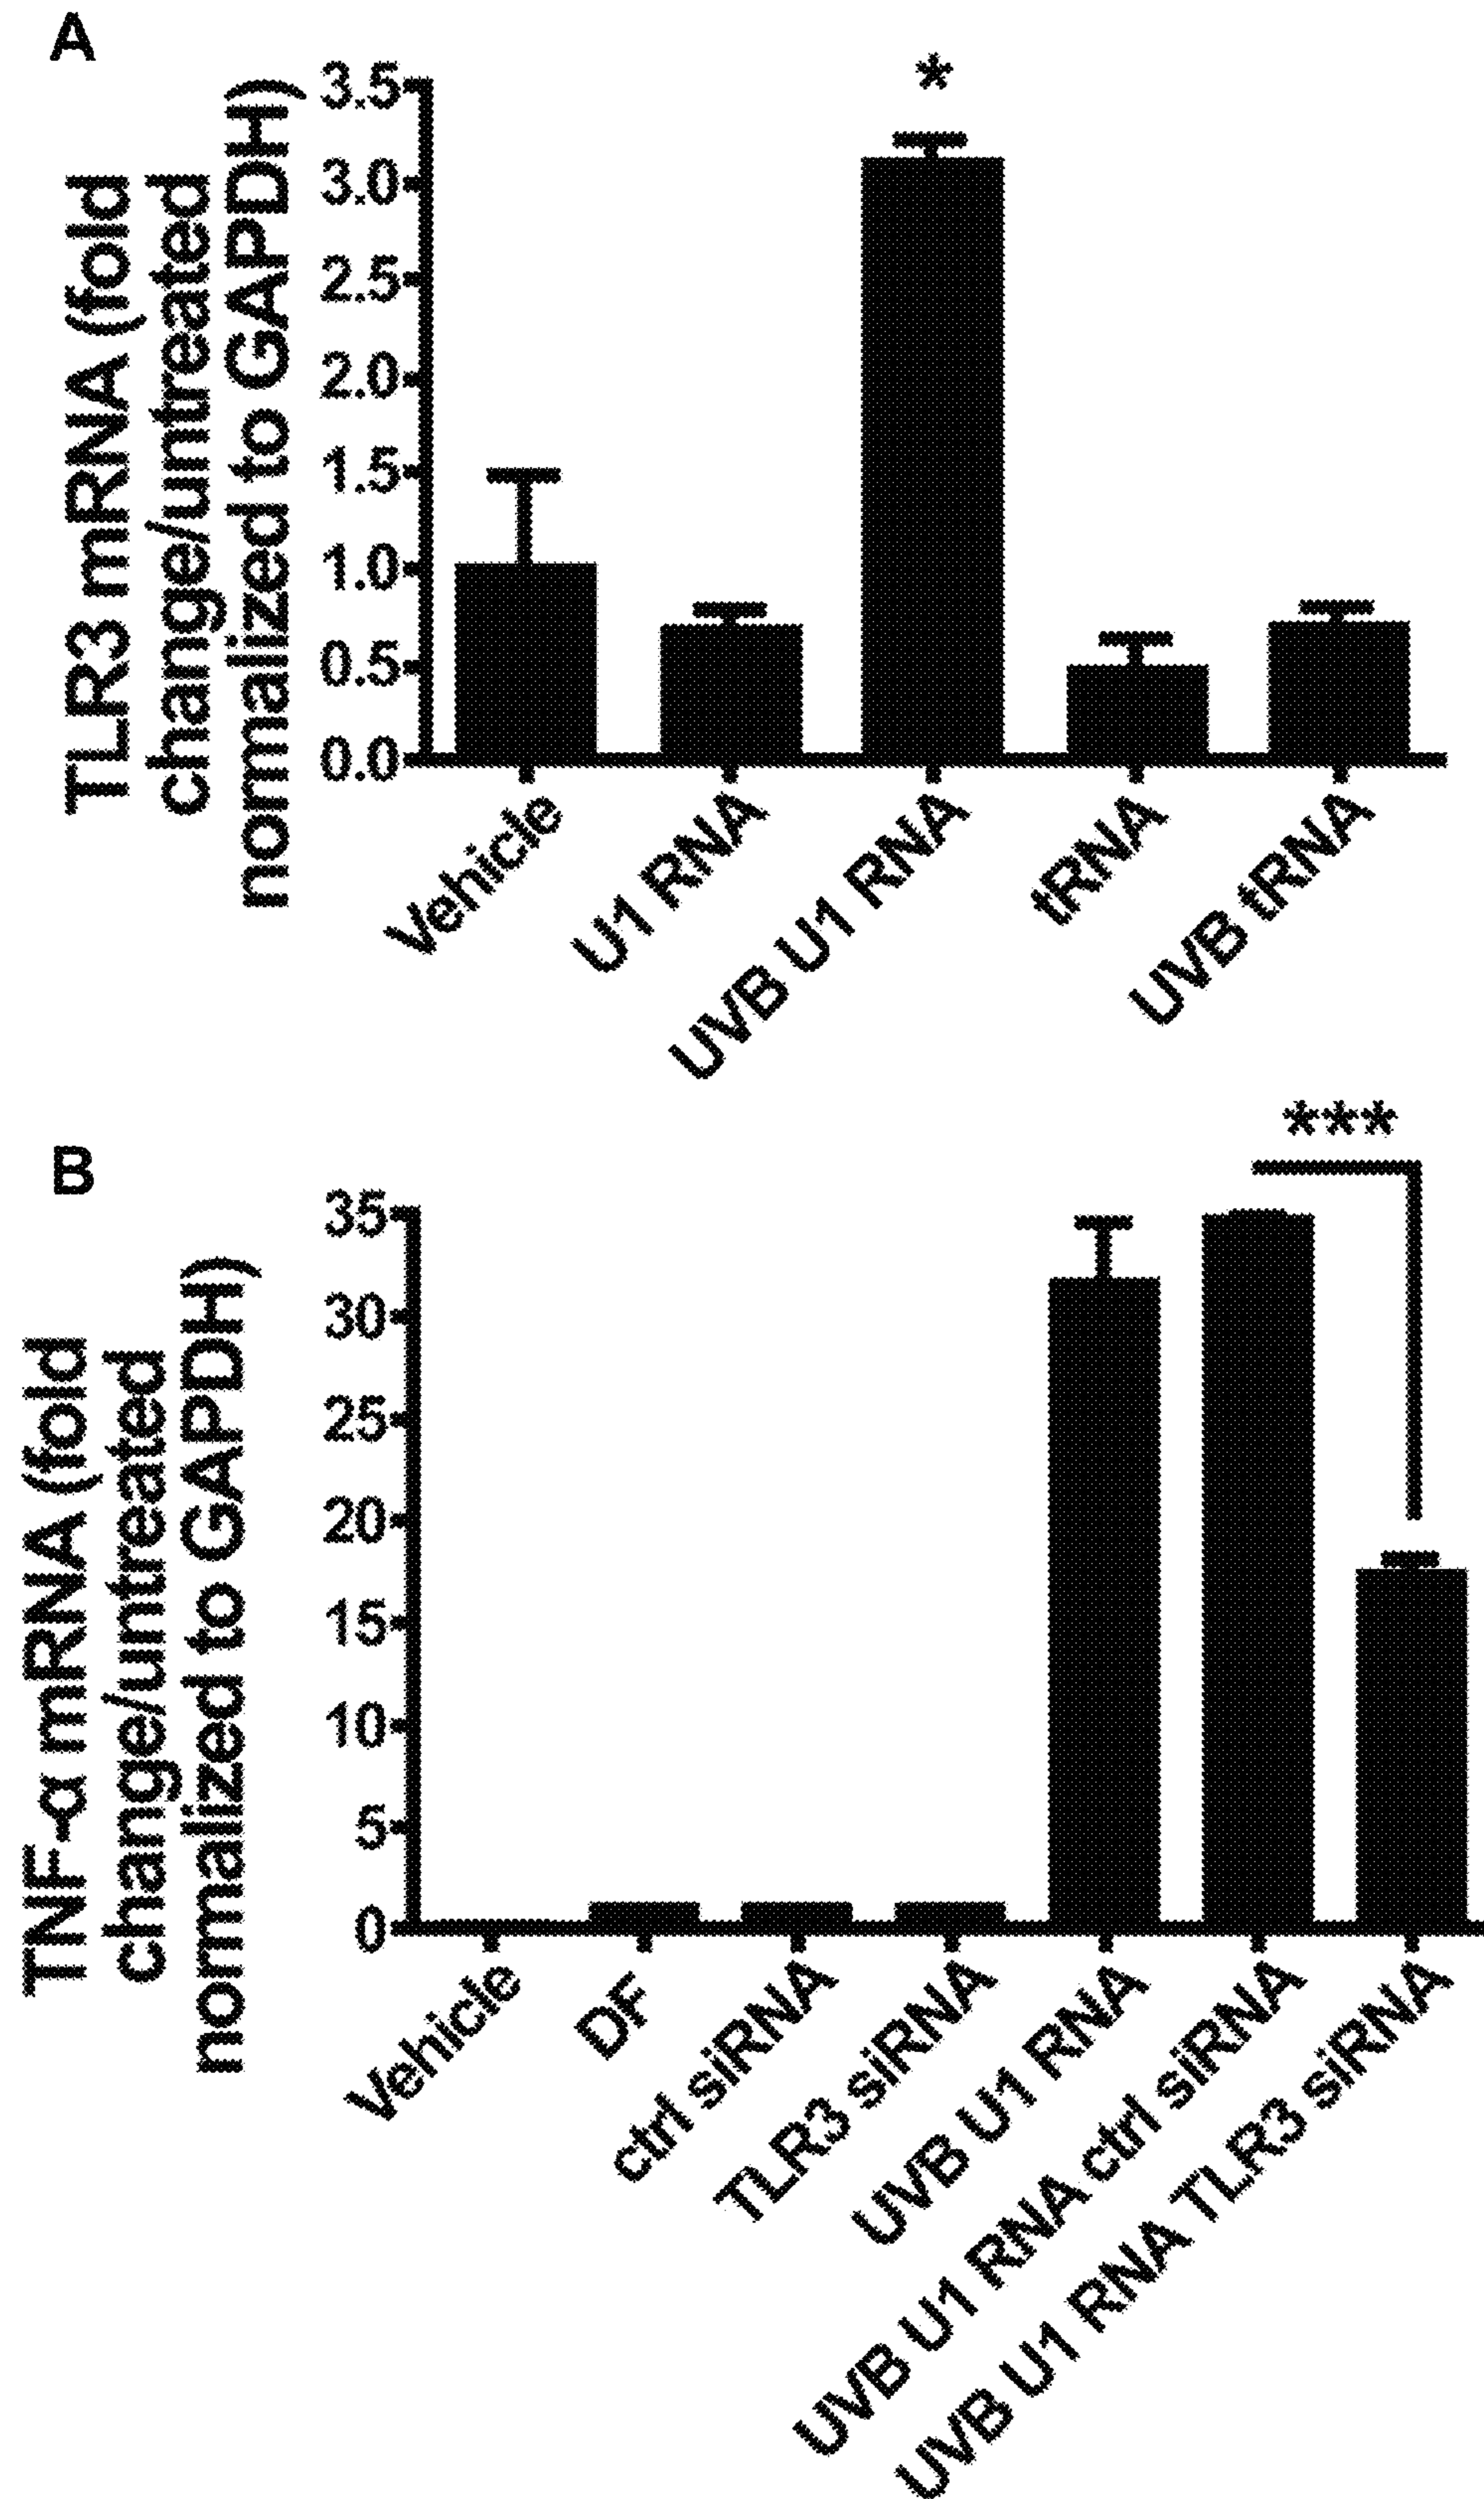 A
TLR3 mRNA (fold
change/untreated
normalized to GAPDH)
3.5
3.0
2.5
2.0
1.5
1.0
0.5
0.0
*
Vehicle
U1 RNA
UVB U1 RNA
tRNA
UVB tRNA
B
TNF-α mRNA (fold
change/untreated
normalized to GAPDH)
35
30
25
20
15
10
5
0
***
Vehicle
DF
ctrl siRNA
TLR3 siRNA
UVB U1 RNA
UVB U1 RNA ctrl siRNA
UVB U1 RNA TLR3 siRNA